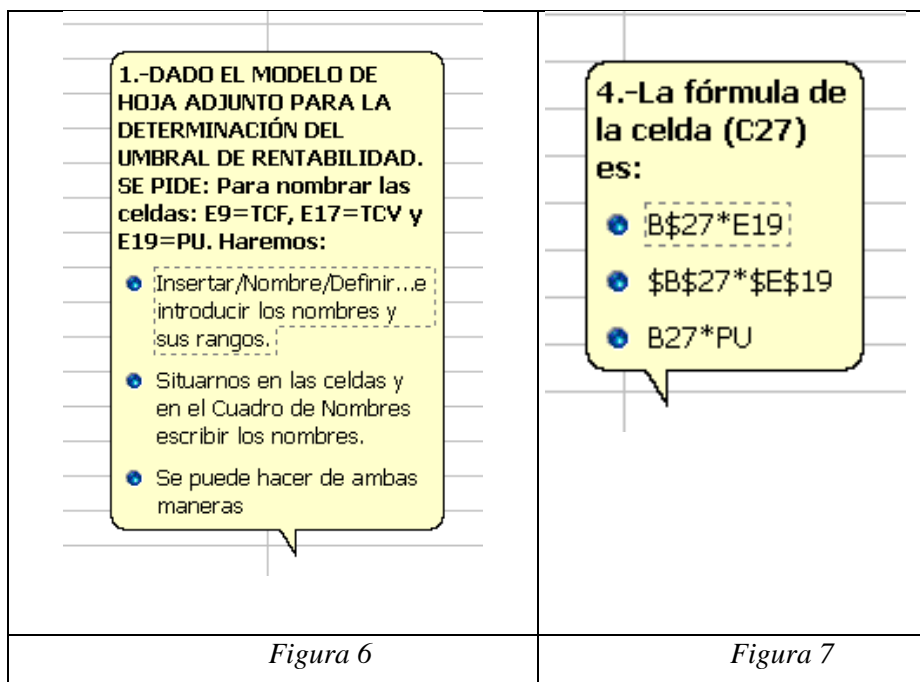 1.-DADO EL MODELO DE
HOJA ADJUNTO PARA LA
DETERMINACIÓN DEL
UMBRAL DE RENTABILIDAD.
SE PIDE: Para nombrar las
celdas: E9=TCF, E17=TCV y
E19=PU. Haremos:
Insertar/Nombre/Definir...e
introducir los nombres y
sus rangos.
Situarnos en las celdas y
en el Cuadro de Nombres
escribir los nombres.
Se puede hacer de ambas
maneras
Figura 6
4.-La fórmula de
la celda (C27)
es:
B$27*E19
$B$27*$E$19
B27*PU
Figura 7